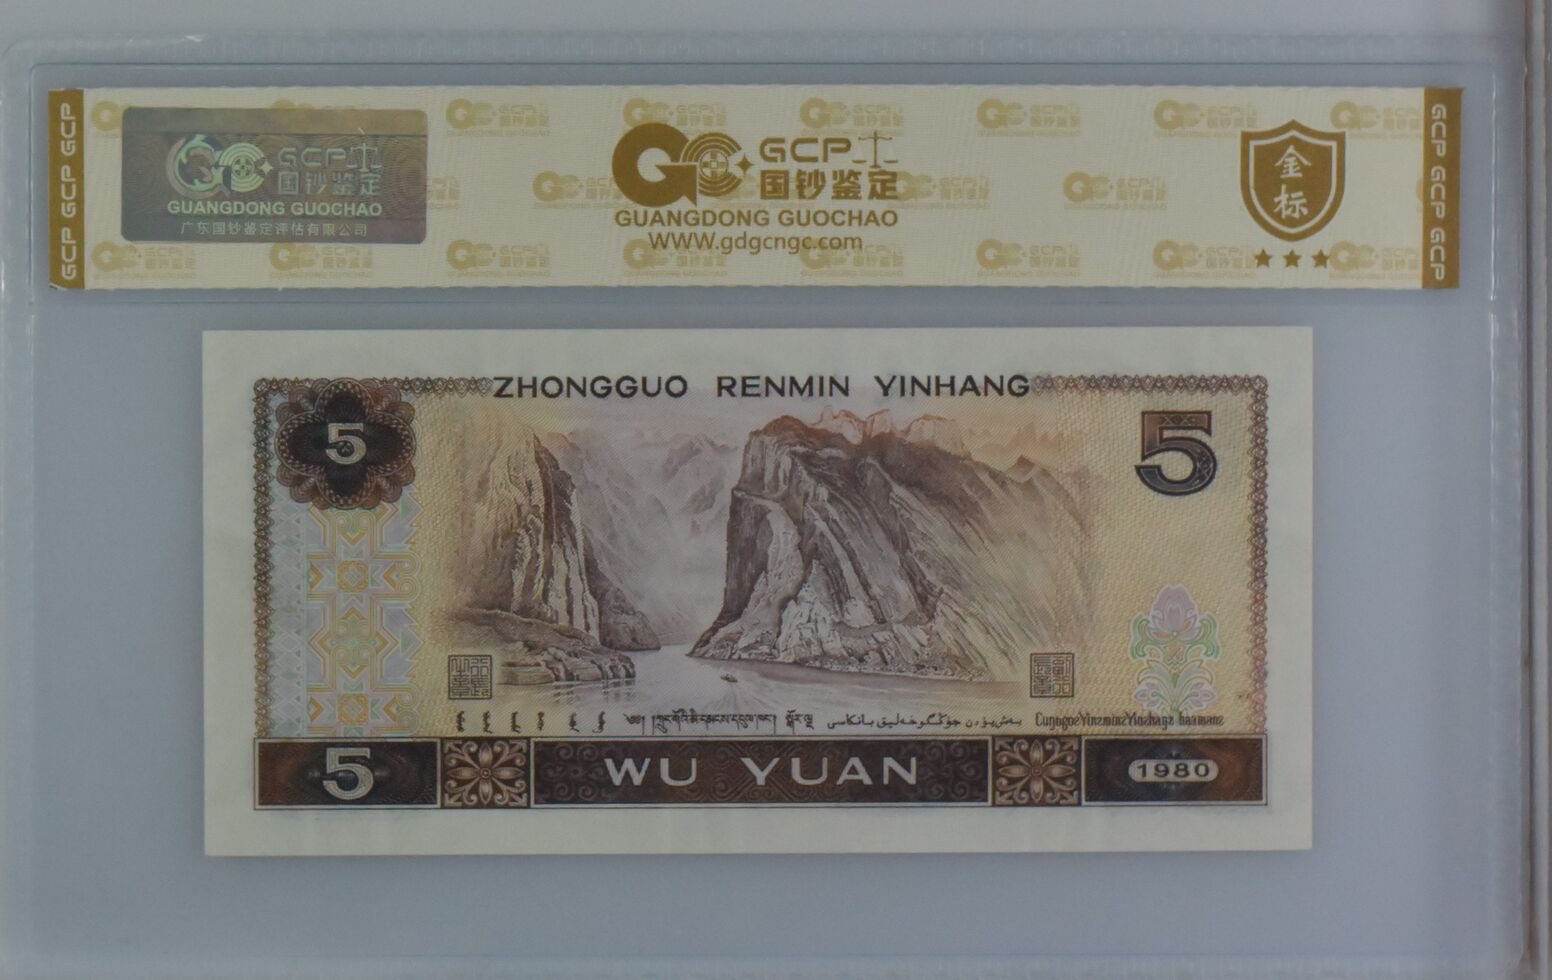 GCP GCP GCP
GCP
国钞鉴定
GUANGDONG GUOCHAO
广东国钞鉴定评估有限公司
GCP
国钞鉴定
GUANGDONG GUOCHAO
WWW.gdgcngc.com
金
标
GCP GCP GCP
ZHONGGUO RENMIN YINHANG
5
5
5
WU YUAN
1980